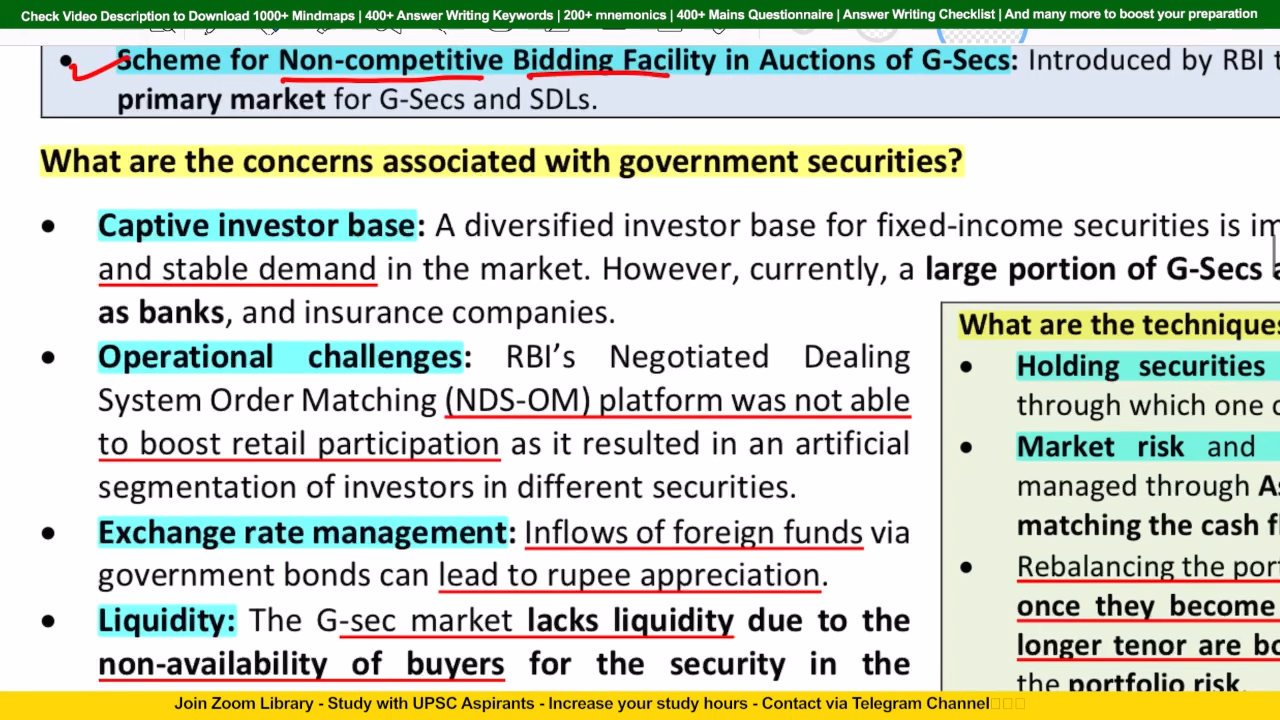 Check Video Description to Download 1000+ Mindmaps | 400+ Answer Writing Keywords | 200+ mnemonics | 400+ Mains Questionnaire | Answer Writing Checklist | And many more to boost your preparation
• Scheme for Non-competitive Bidding Facility in Auctions of G-Secs: Introduced by RBI
primary market for G-Secs and SDLs.
What are the concerns associated with government securities?
• Captive investor base: A diversified investor base for fixed-income securities is
and stable demand in the market. However, currently, a large portion of G-Secs
as banks, and insurance companies.
• Operational challenges: RBI’s Negotiated Dealing
System Order Matching (NDS-OM) platform was not able
to boost retail participation as it resulted in an artificial
segmentation of investors in different securities.
• Exchange rate management: Inflows of foreign funds via
government bonds can lead to rupee appreciation.
• Liquidity: The G-sec market lacks liquidity due to the
non-availability of buyers for the security in the
What are the techniques
• Holding securities
through which one
• Market risk and
managed through
matching the cash
• Rebalancing the
once they become
longer tenor are
the portfolio risk.
Join Zoom Library - Study with UPSC Aspirants - Increase your study hours - Contact via Telegram Channel